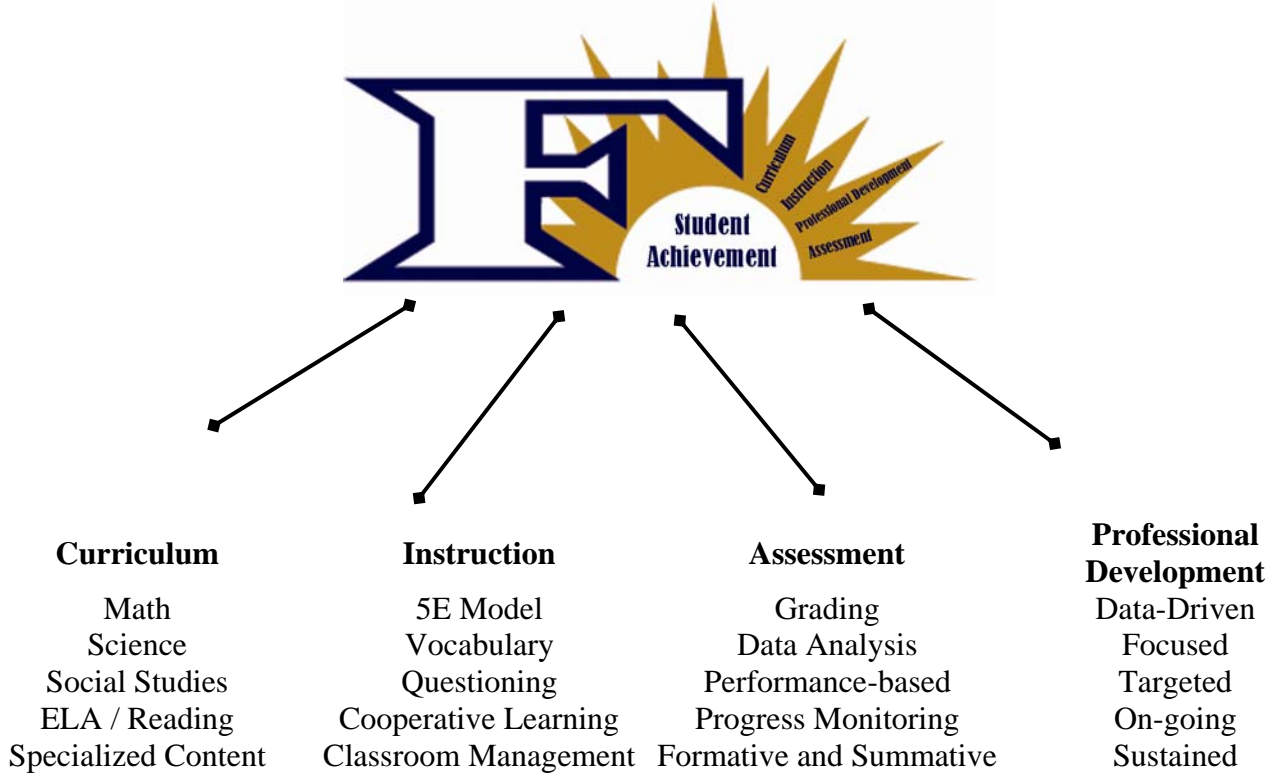 F
Curriculum
Instruction
Professional Development
Assessment
Student
Achievement
Curriculum
Math
Science
Social Studies
ELA / Reading
Specialized Content
Instruction
5E Model
Vocabulary
Questioning
Cooperative Learning
Classroom Management
Assessment
Grading
Data Analysis
Performance-based
Progress Monitoring
Formative and Summative
Professional
Development
Data-Driven
Focused
Targeted
On-going
Sustained